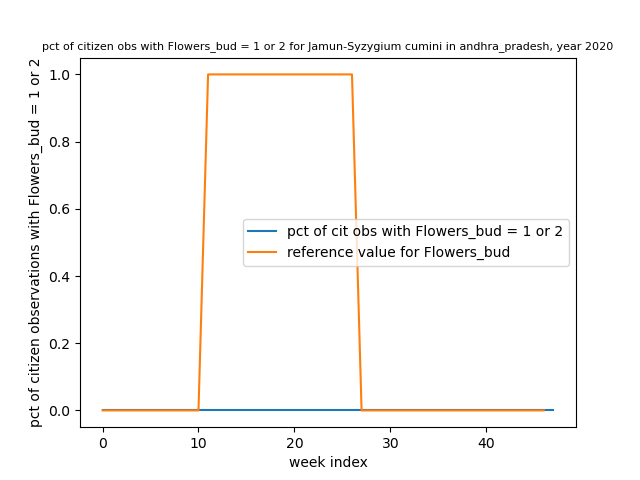 pct of citizen obs with Flowers_bud = 1 or 2 for Jamun-Syzygium cumini in andhra_pradesh, year 2020
pct of citizen observations with Flowers_bud = 1 or 2
1.0
0.8
0.6
0.4
0.2
0.0
pct of cit obs with Flowers_bud = 1 or 2
reference value for Flowers_bud
0
10
20
30
40
week index